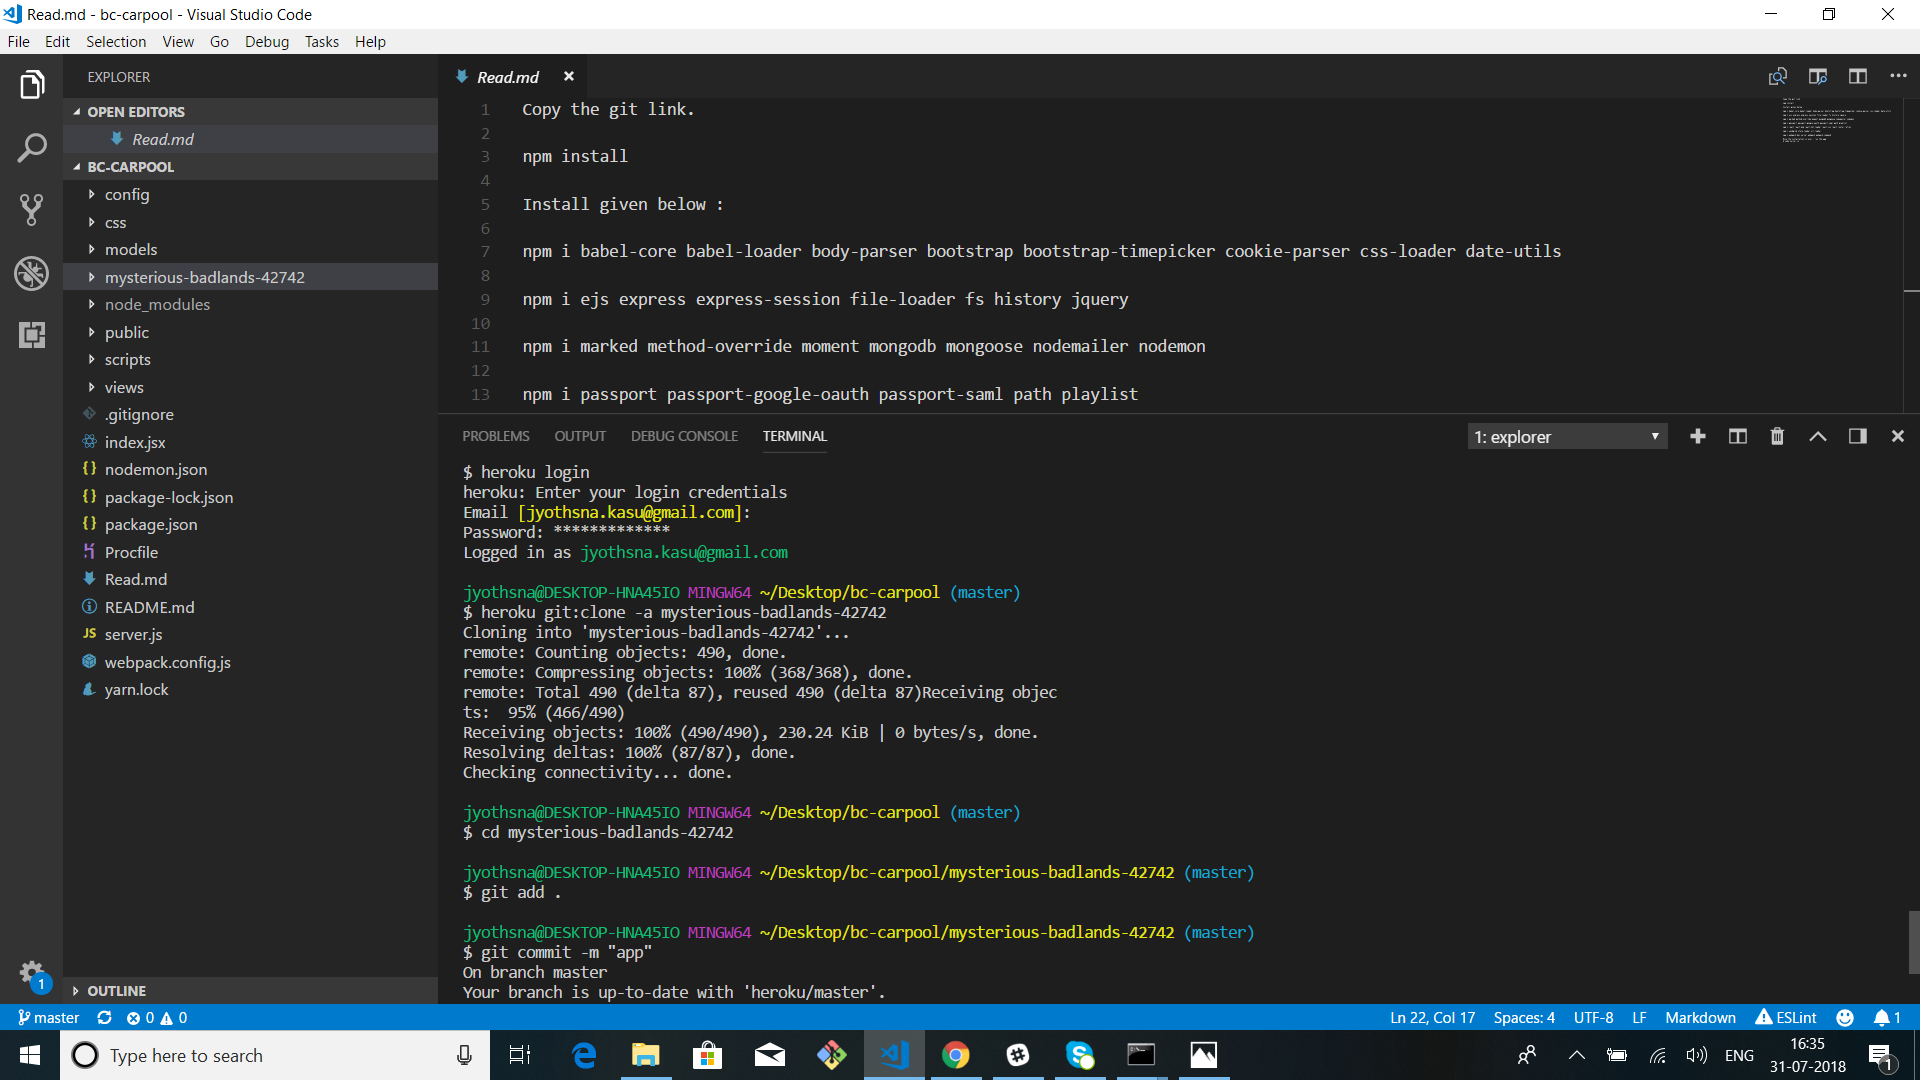 Read.md - bc-carpool - Visual Studio Code
File Edit Selection View Go Debug Tasks Help
EXPLORER
OPEN EDITORS
Read.md
BC-CARPOOL
config
css
models
mysterious-badlands-42742
node_modules
public
scripts
views
.gitignore
index.jsx
nodemon.json
package-lock.json
package.json
Procfile
Read.md
README.md
server.js
webpack.config.js
yarn.lock
OUTLINE
Read.md
1 Copy the git link.
2
3 npm install
4
5 Install given below :
6
7 npm i babel-core babel-loader body-parser bootstrap bootstrap-timepicker cookie-parser css-loader date-utils
8
9 npm i ejs express express-session file-loader fs history jquery
10
11 npm i marked method-override moment mongodb mongoose nodemailer nodemon
12
13 npm i passport passport-google-oauth passport-saml path playlist
PROBLEMS OUTPUT DEBUG CONSOLE TERMINAL 1: explorer
$ heroku login
heroku: Enter your login credentials
Email [jyothsna.kasu@gmail.com]:
Password: *************
Logged in as jyothsna.kasu@gmail.com
jyothsna@DESKTOP-HNA45IO MINGW64 ~/Desktop/bc-carpool (master)
$ heroku git:clone -a mysterious-badlands-42742
Cloning into 'mysterious-badlands-42742'...
remote: Counting objects: 490, done.
remote: Compressing objects: 100% (368/368), done.
remote: Total 490 (delta 87), reused 490 (delta 87)Receiving objec
ts:  95% (466/490)
Receiving objects: 100% (490/490), 230.24 KiB | 0 bytes/s, done.
Resolving deltas: 100% (87/87), done.
Checking connectivity... done.
jyothsna@DESKTOP-HNA45IO MINGW64 ~/Desktop/bc-carpool (master)
$ cd mysterious-badlands-42742
jyothsna@DESKTOP-HNA45IO MINGW64 ~/Desktop/bc-carpool/mysterious-badlands-42742 (master)
$ git add .
jyothsna@DESKTOP-HNA45IO MINGW64 ~/Desktop/bc-carpool/mysterious-badlands-42742 (master)
$ git commit -m "app"
On branch master
Your branch is up-to-date with 'heroku/master'.
1
master 0 0 Ln 22, Col 17 Spaces: 4 UTF-8 LF Markdown ESLint 1
Type here to search ENG 16:35
31-07-2018 1